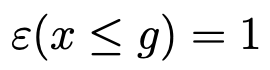 ε(x ≤ g) = 1